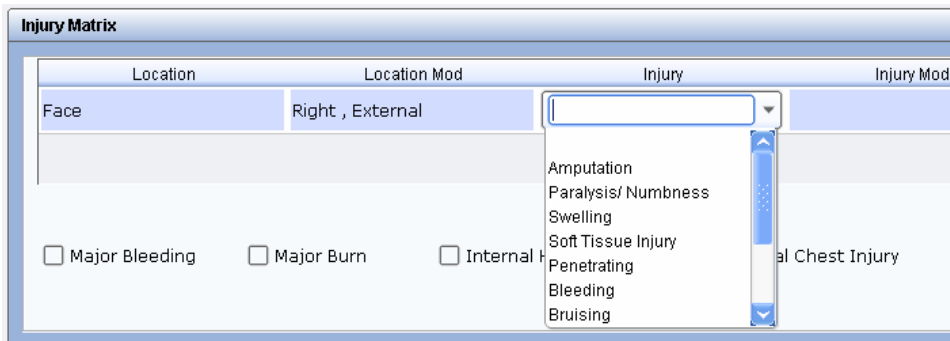 Injury Matrix
Location Location Mod Injury Injury Mod
Face Right , External
Amputation
Paralysis/ Numbness
Swelling
Soft Tissue Injury
Penetrating
Bleeding
Bruising
Major Bleeding Major Burn Internal Chest Injury